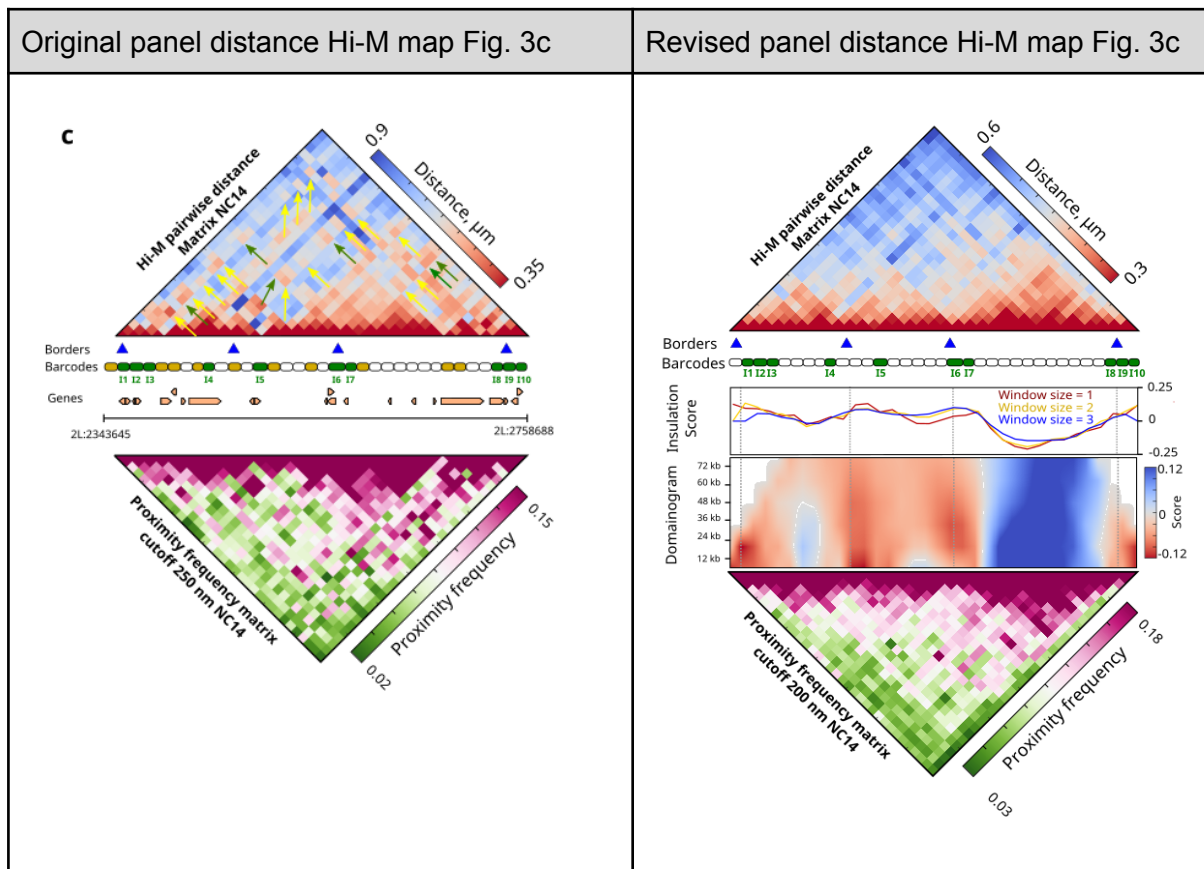 Original panel distance Hi-M map Fig. 3c
Revised panel distance Hi-M map Fig. 3c
c
Hi-M pairwise distance
Matrix NC14
0.9
Distance, µm
0.35
Borders
Barcodes
I1 I2 I3 I4 I5 I6 I7 I8 I9 I10
Genes
2L:2343645
2L:2758688
Proximity frequency matrix
cutoff 250 nm NC14
0.15
Proximity frequency
0.02
Hi-M pairwise distance
Matrix NC14
0.6
Distance, µm
0.3
Borders
Barcodes
I1 I2 I3 I4 I5 I6 I7 I8 I9 I10
Insulation
Score
Window size = 1
Window size = 2
Window size = 3
0.25
0
-0.25
Domainogram
72 kb
60 kb
48 kb
36 kb
24 kb
12 kb
0.12
0
-0.12
Score
Proximity frequency matrix
cutoff 200 nm NC14
0.18
Proximity frequency
0.03